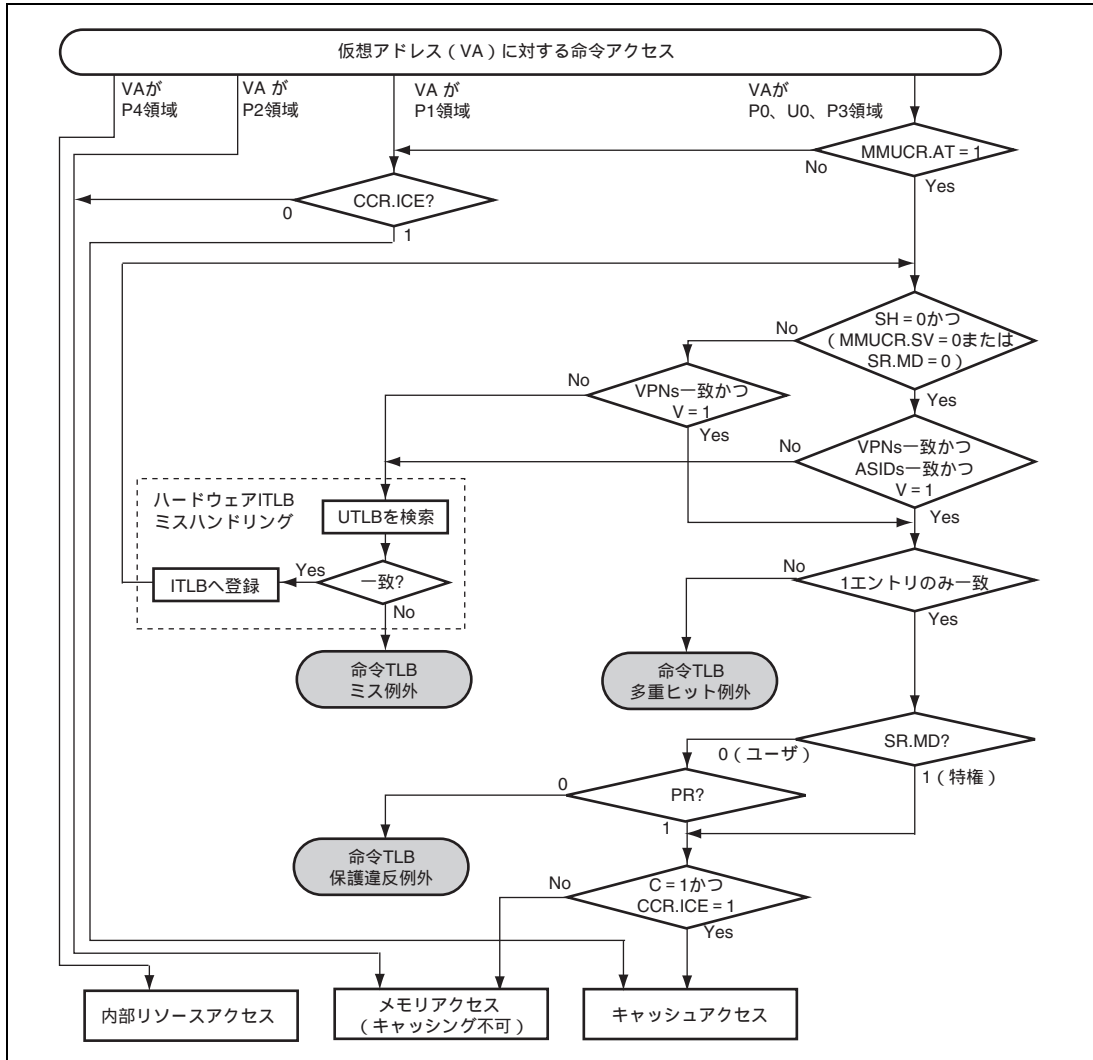 仮想アドレス（VA）に対する命令アクセス
VAが
P4領域
VA が
P2領域
VA が
P1領域
VAが
P0、U0、P3領域
MMUCR.AT = 1
No
Yes
CCR.ICE?
0
1
SH = 0かつ
（MMUCR.SV = 0または
SR.MD = 0）
No
Yes
VPNs一致かつ
V = 1
No
Yes
VPNs一致かつ
ASIDs一致かつ
V = 1
No
Yes
ハードウェアITLB
ミスハンドリング
UTLBを検索
一致?
Yes
No
ITLBへ登録
1エントリのみ一致
No
Yes
命令TLB
ミス例外
命令TLB
多重ヒット例外
SR.MD?
0（ユーザ）
1（特権）
PR?
0
1
命令TLB
保護違反例外
C = 1かつ
CCR.ICE = 1
No
Yes
内部リソースアクセス
メモリアクセス
（キャッシング不可）
キャッシュアクセス